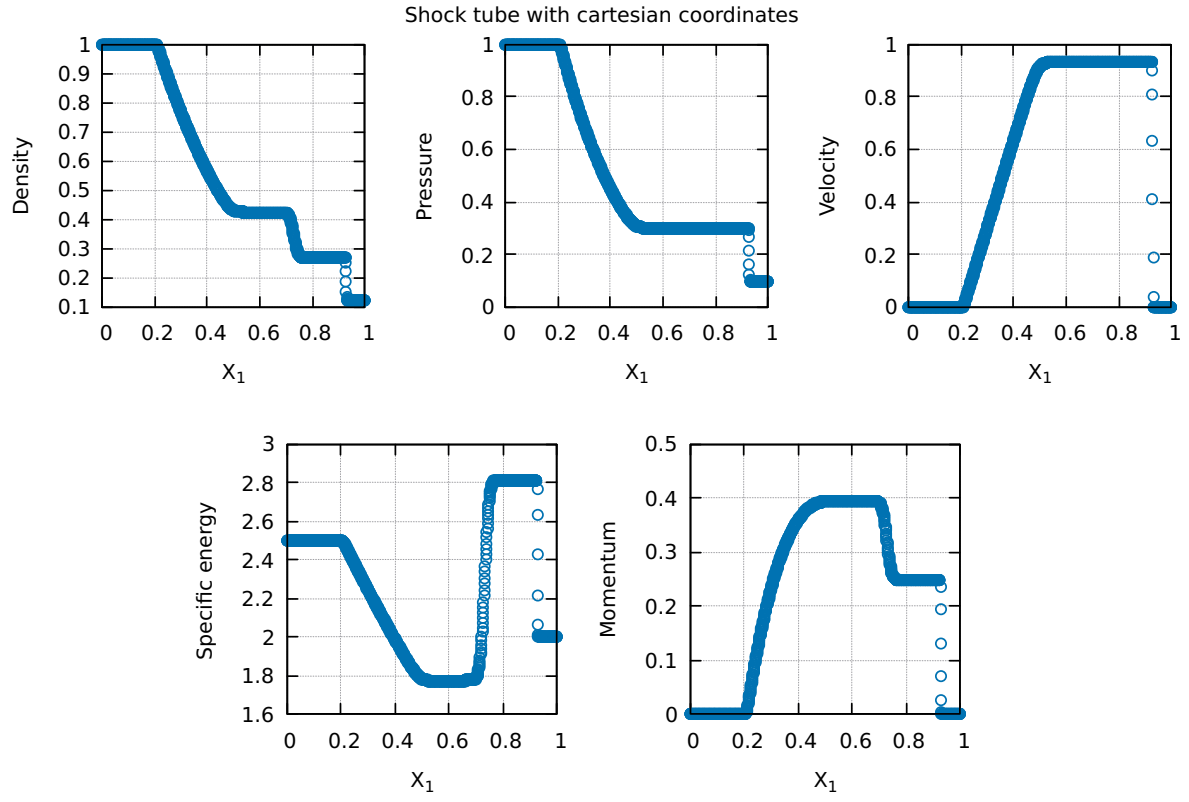 Shock tube with cartesian coordinates
Density
1
0.9
0.8
0.7
0.6
0.5
0.4
0.3
0.2
0.1
0 0.2 0.4 0.6 0.8 1
X₁
Pressure
1
0.8
0.6
0.4
0.2
0
0 0.2 0.4 0.6 0.8 1
X₁
Velocity
1
0.8
0.6
0.4
0.2
0
0 0.2 0.4 0.6 0.8 1
X₁
Specific energy
3
2.8
2.6
2.4
2.2
2
1.8
1.6
0 0.2 0.4 0.6 0.8 1
X₁
Momentum
0.5
0.4
0.3
0.2
0.1
0
0 0.2 0.4 0.6 0.8 1
X₁